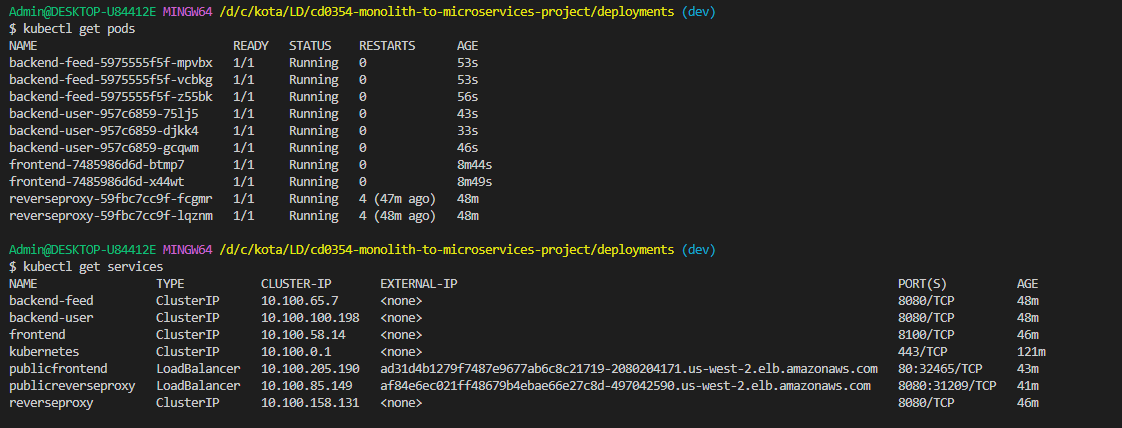 Admin@DESKTOP-U84412E MINGW64 /d/c/kota/LD/cd0354-monolith-to-microservices-project/deployments (dev)
$ kubectl get pods
NAME READY STATUS RESTARTS AGE
backend-feed-5975555f5f-mpvbx 1/1 Running 0 53s
backend-feed-5975555f5f-vcbkg 1/1 Running 0 53s
backend-feed-5975555f5f-z55bk 1/1 Running 0 56s
backend-user-957c6859-75lj5 1/1 Running 0 43s
backend-user-957c6859-djkk4 1/1 Running 0 33s
backend-user-957c6859-gcqwm 1/1 Running 0 46s
frontend-7485986d6d-btmp7 1/1 Running 0 8m44s
frontend-7485986d6d-x44wt 1/1 Running 0 8m49s
reverseproxy-59fbc7cc9f-fcgmr 1/1 Running 4 (47m ago) 48m
reverseproxy-59fbc7cc9f-lqznm 1/1 Running 4 (48m ago) 48m
Admin@DESKTOP-U84412E MINGW64 /d/c/kota/LD/cd0354-monolith-to-microservices-project/deployments (dev)
$ kubectl get services
NAME TYPE CLUSTER-IP EXTERNAL-IP PORT(S) AGE
backend-feed ClusterIP 10.100.65.7 <none> 8080/TCP 48m
backend-user ClusterIP 10.100.100.198 <none> 8080/TCP 48m
frontend ClusterIP 10.100.58.14 <none> 8100/TCP 46m
kubernetes ClusterIP 10.100.0.1 <none> 443/TCP 121m
publicfrontend LoadBalancer 10.100.205.190 ad31d4b1279f7487e9677ab6c8c21719-2080204171.us-west-2.elb.amazonaws.com 80:32465/TCP 43m
publicreverseproxy LoadBalancer 10.100.85.149 af84e6ec021ff48679b4ebae66e27c8d-497042590.us-west-2.elb.amazonaws.com 8080:31209/TCP 41m
reverseproxy ClusterIP 10.100.158.131 <none> 8080/TCP 46m